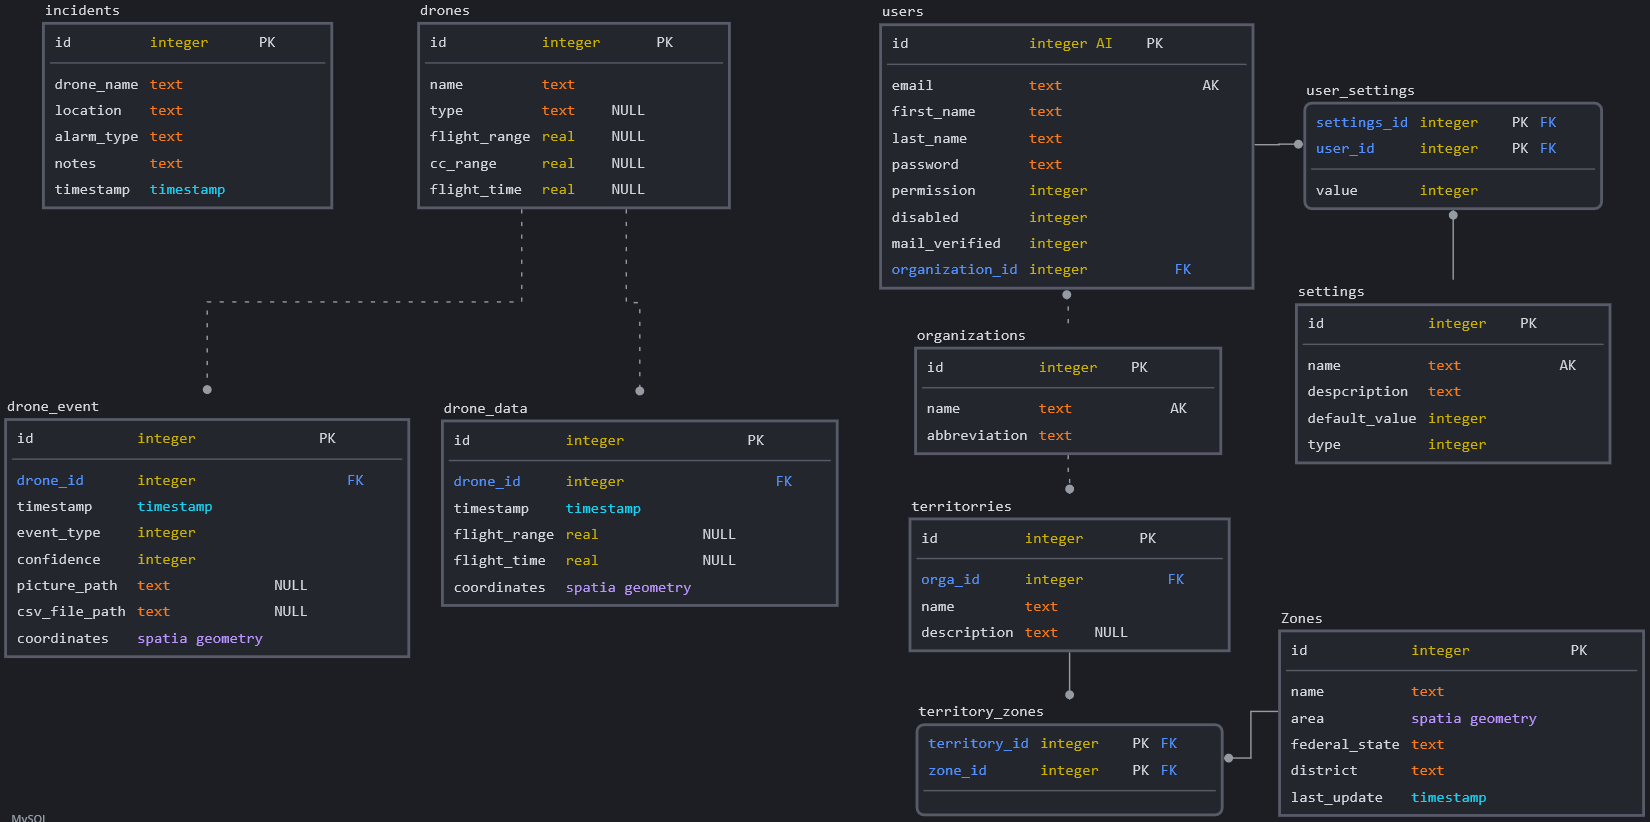 incidents
id integer PK
drone_name text
location text
alarm_type text
notes text
timestamp timestamp
drones
id integer PK
name text
type text NULL
flight_range real NULL
cc_range real NULL
flight_time real NULL
users
id integer AI PK
email text AK
first_name text
last_name text
password text
permission integer
disabled integer
mail_verified integer
organization_id integer FK
user_settings
settings_id integer PK FK
user_id integer PK FK
value integer
settings
id integer PK
name text AK
despcription text
default_value integer
type integer
organizations
id integer PK
name text AK
abbreviation text
drone_event
id integer PK
drone_id integer FK
timestamp timestamp
event_type integer
confidence integer
picture_path text NULL
csv_file_path text NULL
coordinates spatia geometry
drone_data
id integer PK
drone_id integer FK
timestamp timestamp
flight_range real NULL
flight_time real NULL
coordinates spatia geometry
territorries
id integer PK
orga_id integer FK
name text
description text NULL
territory_zones
territory_id integer PK FK
zone_id integer PK FK
Zones
id integer PK
name text
area spatia geometry
federal_state text
district text
last_update timestamp
MySQL